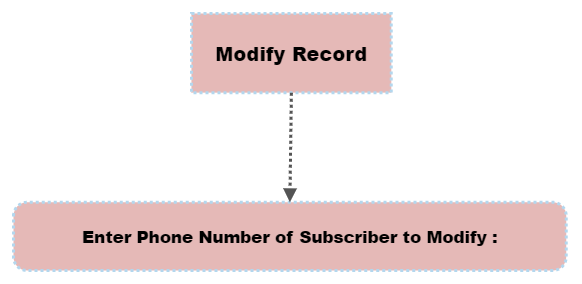 Modify Record
Enter Phone Number of Subscriber to Modify :